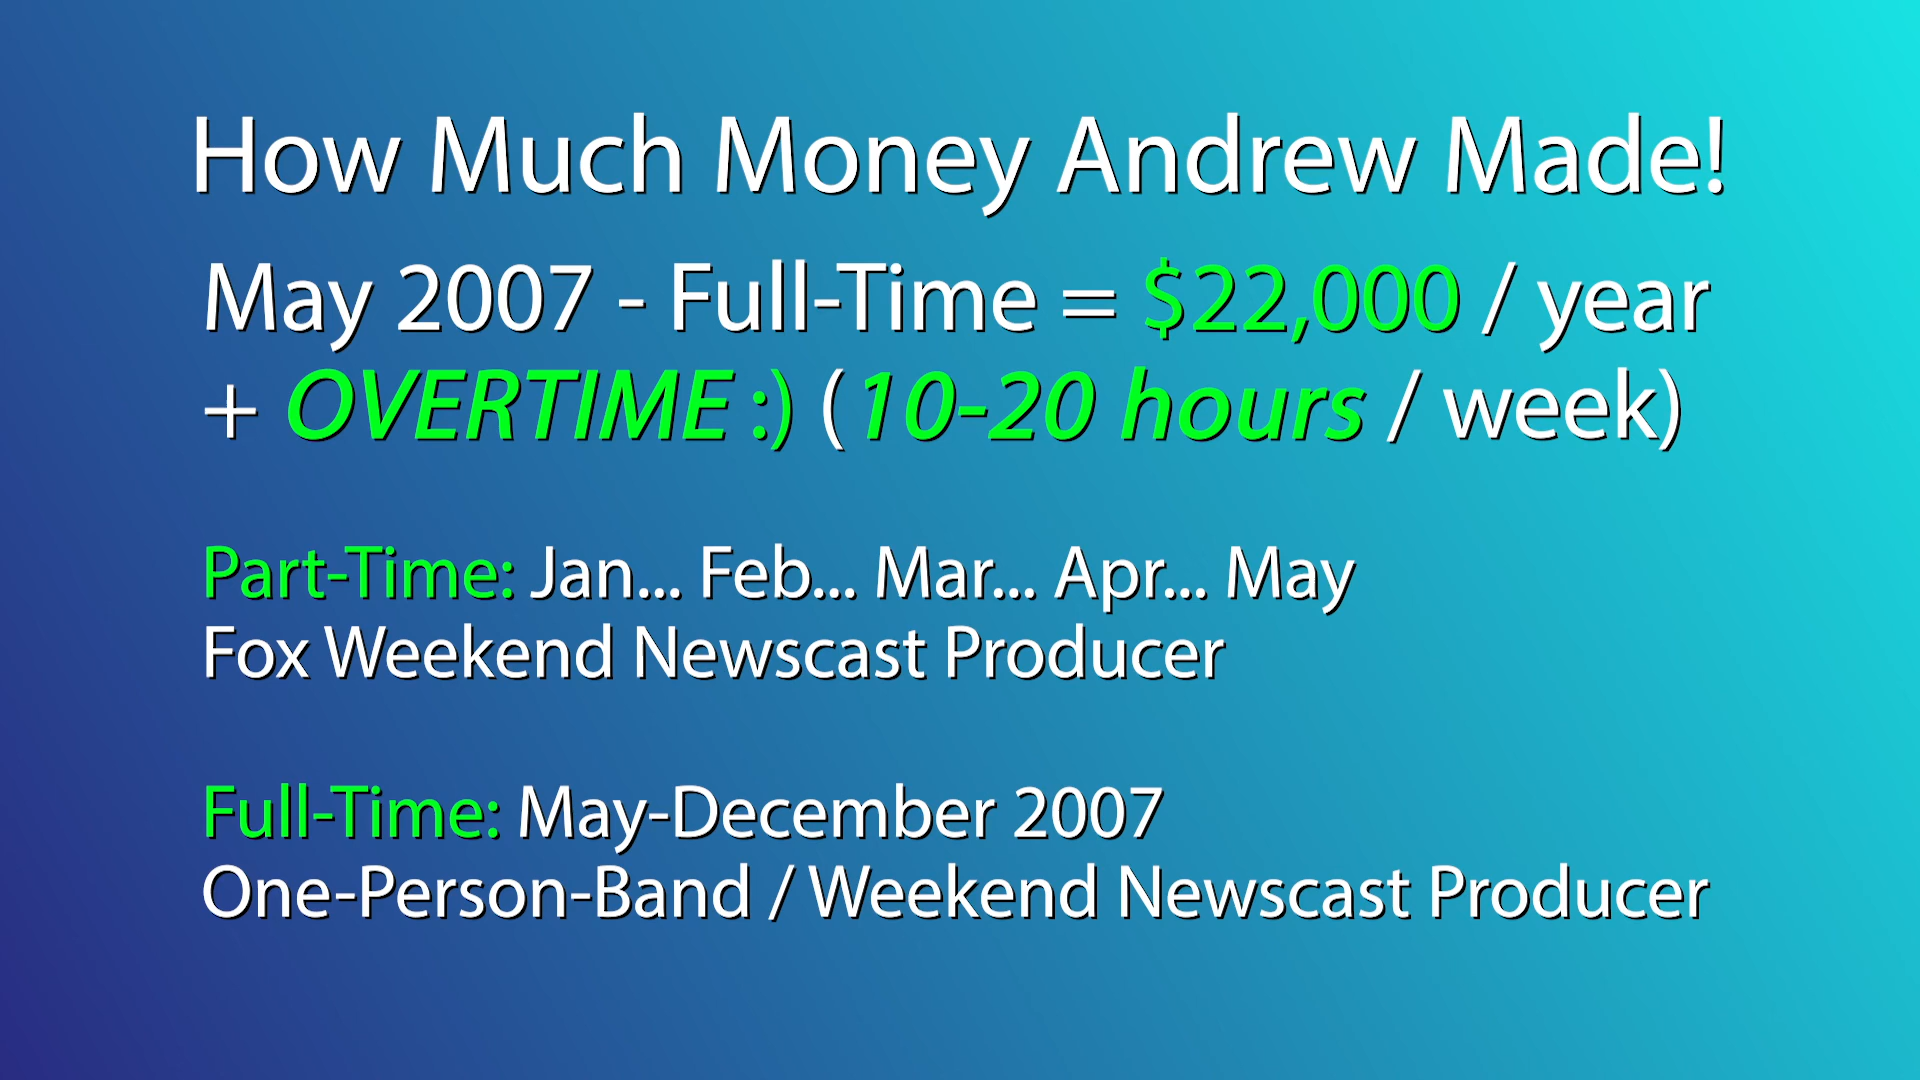 How Much Money Andrew Made!
May 2007 - Full-Time = $22,000 / year
+ OVERTIME :) (10-20 hours / week)
Part-Time: Jan... Feb... Mar... Apr... May
Fox Weekend Newscast Producer
Full-Time: May-December 2007
One-Person-Band / Weekend Newscast Producer